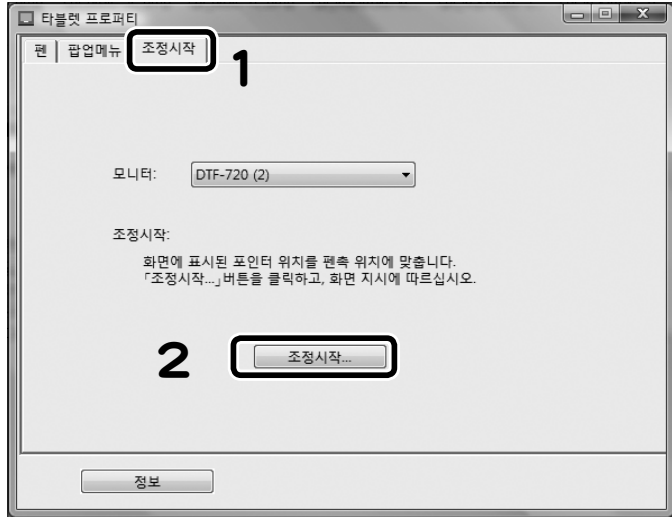 타블렛 프로퍼티
펜 팝업메뉴 조정시작 1
모니터: DTF-720 (2)
조정시작:
화면에 표시된 포인터 위치를 펜촉 위치에 맞춥니다.
「조정시작...」버튼을 클릭하고, 화면 지시에 따르십시오.
2 조정시작...
정보